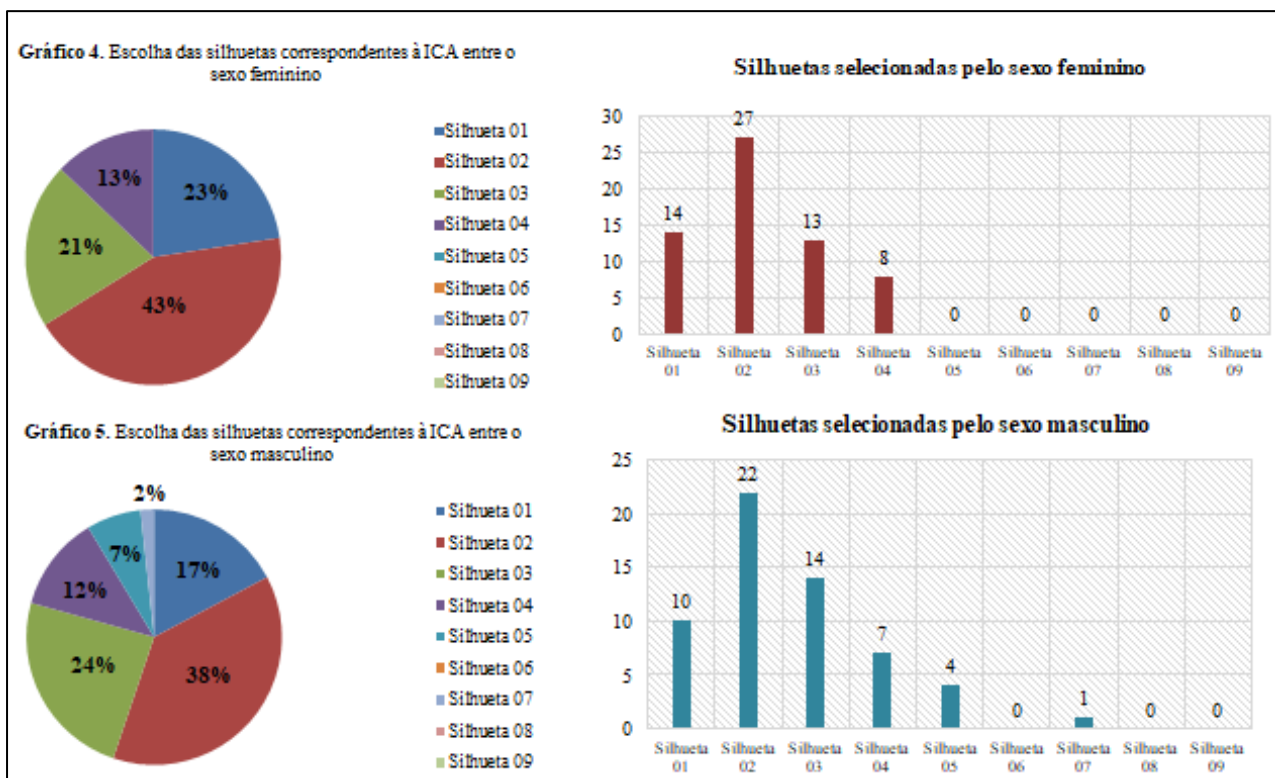 Gráfico 4. Escolha das silhuetas correspondentes à ICA entre o
sexo feminino
23%
43%
21%
13%
Silhueta 01
Silhueta 02
Silhueta 03
Silhueta 04
Silhueta 05
Silhueta 06
Silhueta 07
Silhueta 08
Silhueta 09
Silhuetas selecionadas pelo sexo feminino
30
25
20
15
10
5
0
14
27
13
8
0
0
0
0
0
Silhueta 01
Silhueta 02
Silhueta 03
Silhueta 04
Silhueta 05
Silhueta 06
Silhueta 07
Silhueta 08
Silhueta 09
Gráfico 5. Escolha das silhuetas correspondentes à ICA entre o
sexo masculino
2%
17%
38%
24%
12%
7%
Silhueta 01
Silhueta 02
Silhueta 03
Silhueta 04
Silhueta 05
Silhueta 06
Silhueta 07
Silhueta 08
Silhueta 09
Silhuetas selecionadas pelo sexo masculino
25
20
15
10
5
0
10
22
14
7
4
0
1
0
0
Silhueta 01
Silhueta 02
Silhueta 03
Silhueta 04
Silhueta 05
Silhueta 06
Silhueta 07
Silhueta 08
Silhueta 09